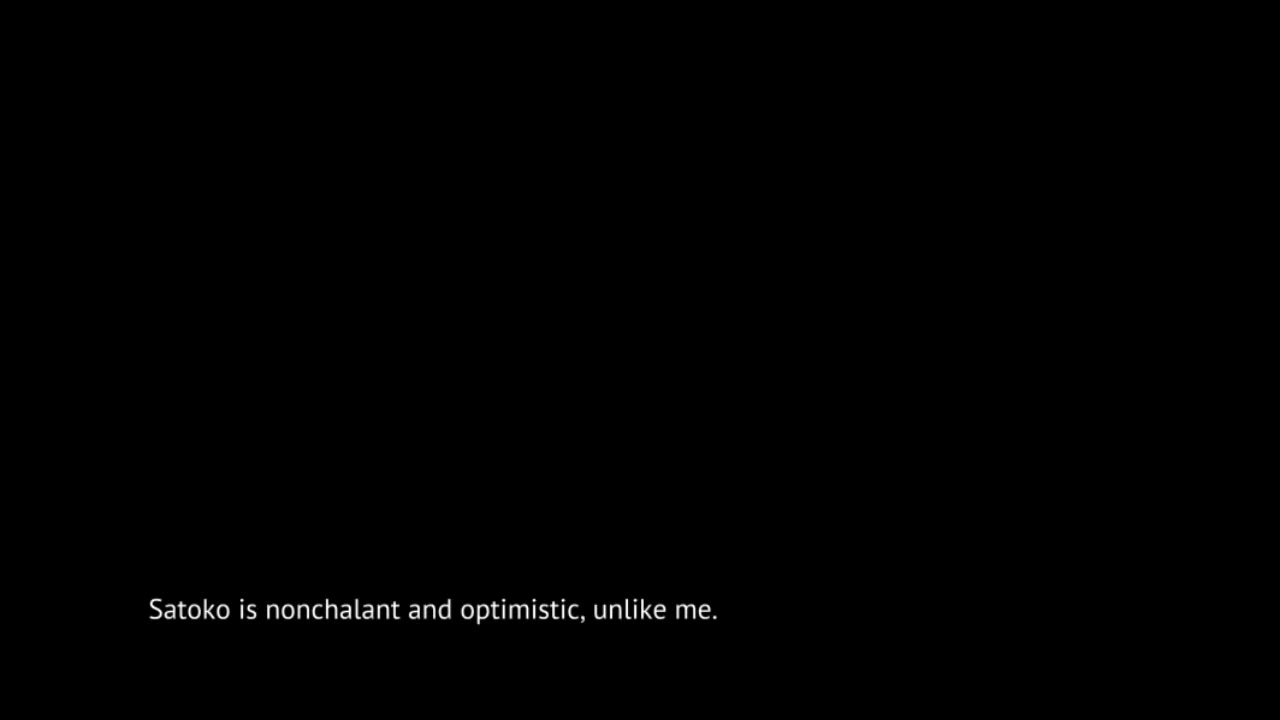 Satoko is nonchalant and optimistic, unlike me.